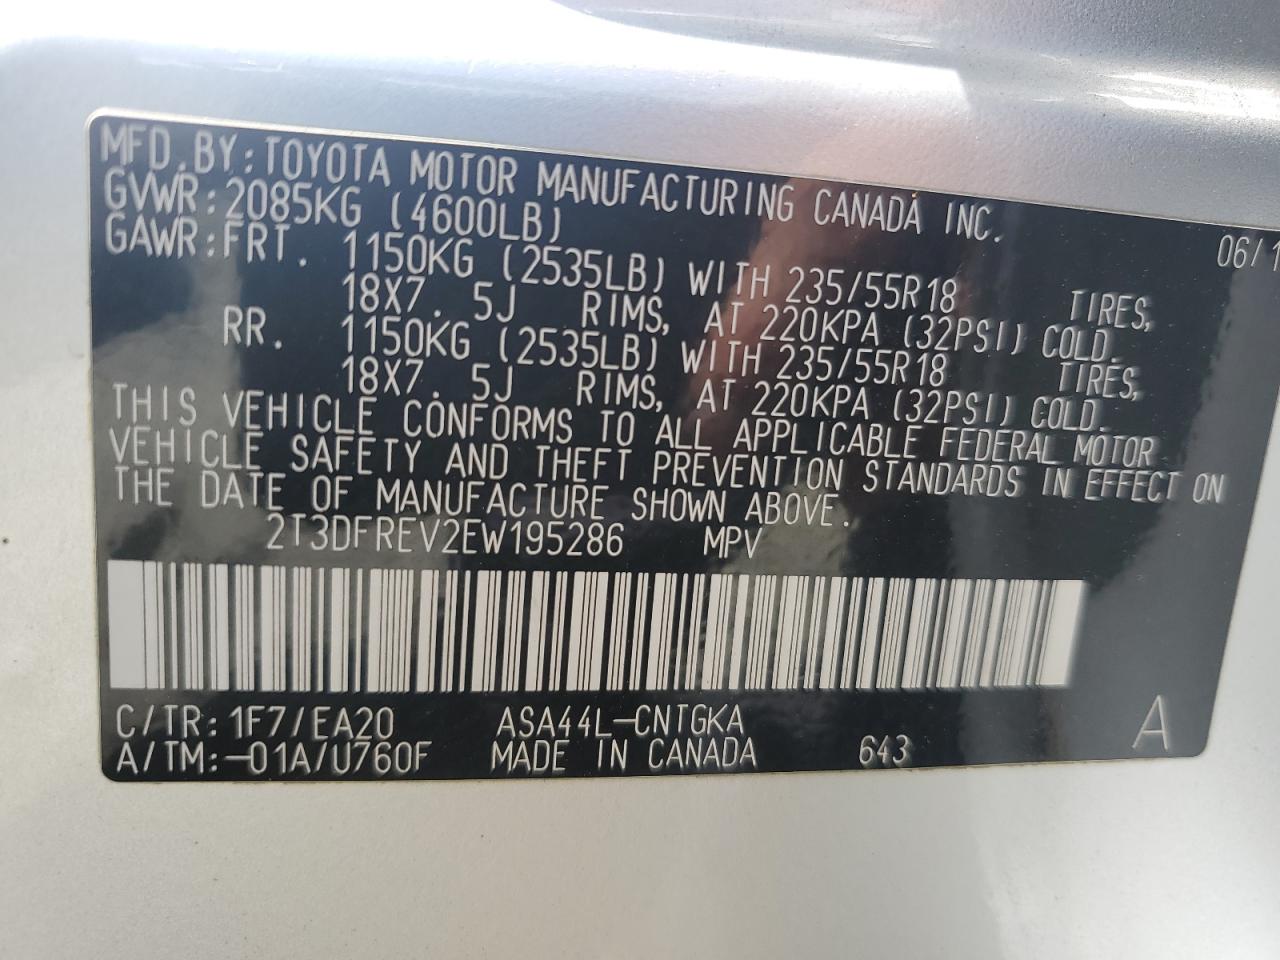 MFD.BY:TOYOTA MOTOR MANUFACTURING CANADA INC.
GVWR:2085KG (4600LB) 06/1
GAWR:FRT. 1150KG (2535LB) WITH 235/55R18 TIRES,
18X7. 5J RIMS, AT 220KPA (32PSI) COLD.
RR. 1150KG (2535LB) WITH 235/55R18 TIRES,
18X7. 5J RIMS, AT 220KPA (32PSI) COLD.
THIS VEHICLE CONFORMS TO ALL APPLICABLE FEDERAL MOTOR
VEHICLE SAFETY AND THEFT PREVENTION STANDARDS IN EFFECT ON
THE DATE OF MANUFACTURE SHOWN ABOVE.
2T3DFREV2EW195286 MPV
C/TR: 1F7/EA20 ASA44L-CNTGKA
A/TM:-01A/U760F MADE IN CANADA 643 A